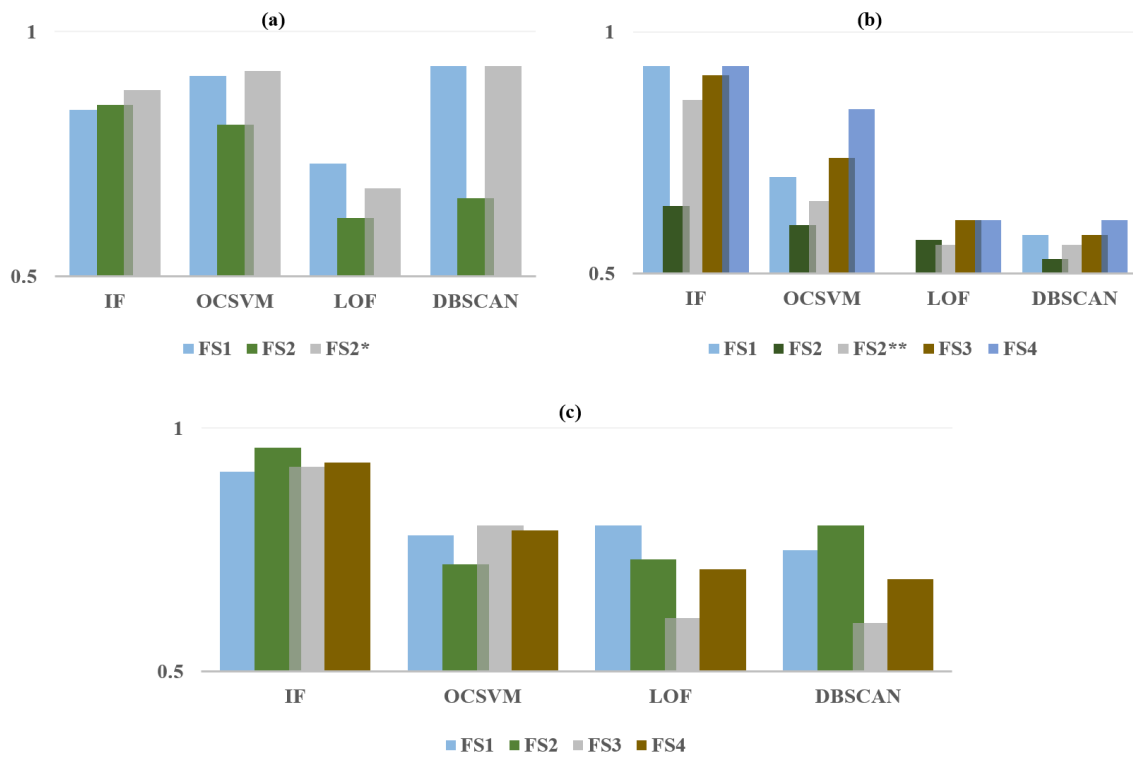 (a)
1
0.5
IF OCSVM LOF DBSCAN
FS1 FS2 FS2*
(b)
1
0.5
IF OCSVM LOF DBSCAN
FS1 FS2 FS2** FS3 FS4
(c)
1
0.5
IF OCSVM LOF DBSCAN
FS1 FS2 FS3 FS4